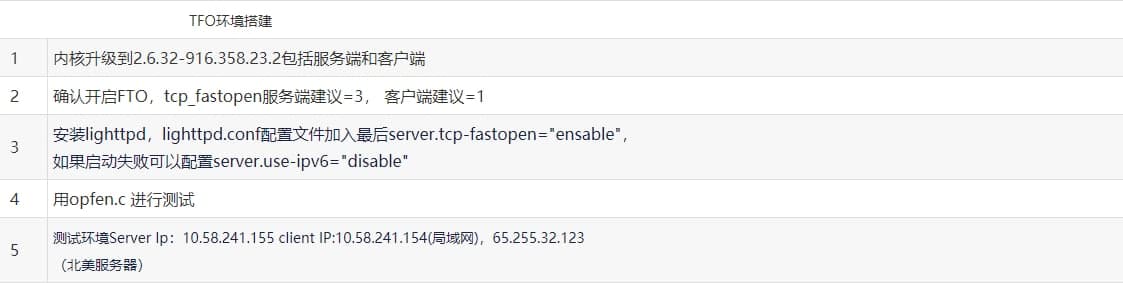 TFO环境搭建
1 内核升级到2.6.32-916.358.23.2包括服务端和客户端
2 确认开启FTO，tcp_fastopen服务端建议=3， 客户端建议=1
3 安装lighttpd，lighttpd.conf配置文件加入最后server.tcp-fastopen="ensable"，
如果启动失败可以配置server.use-ipv6="disable"
4 用opfen.c 进行测试
5 测试环境Server Ip：10.58.241.155 client IP:10.58.241.154(局域网)，65.255.32.123
（北美服务器）